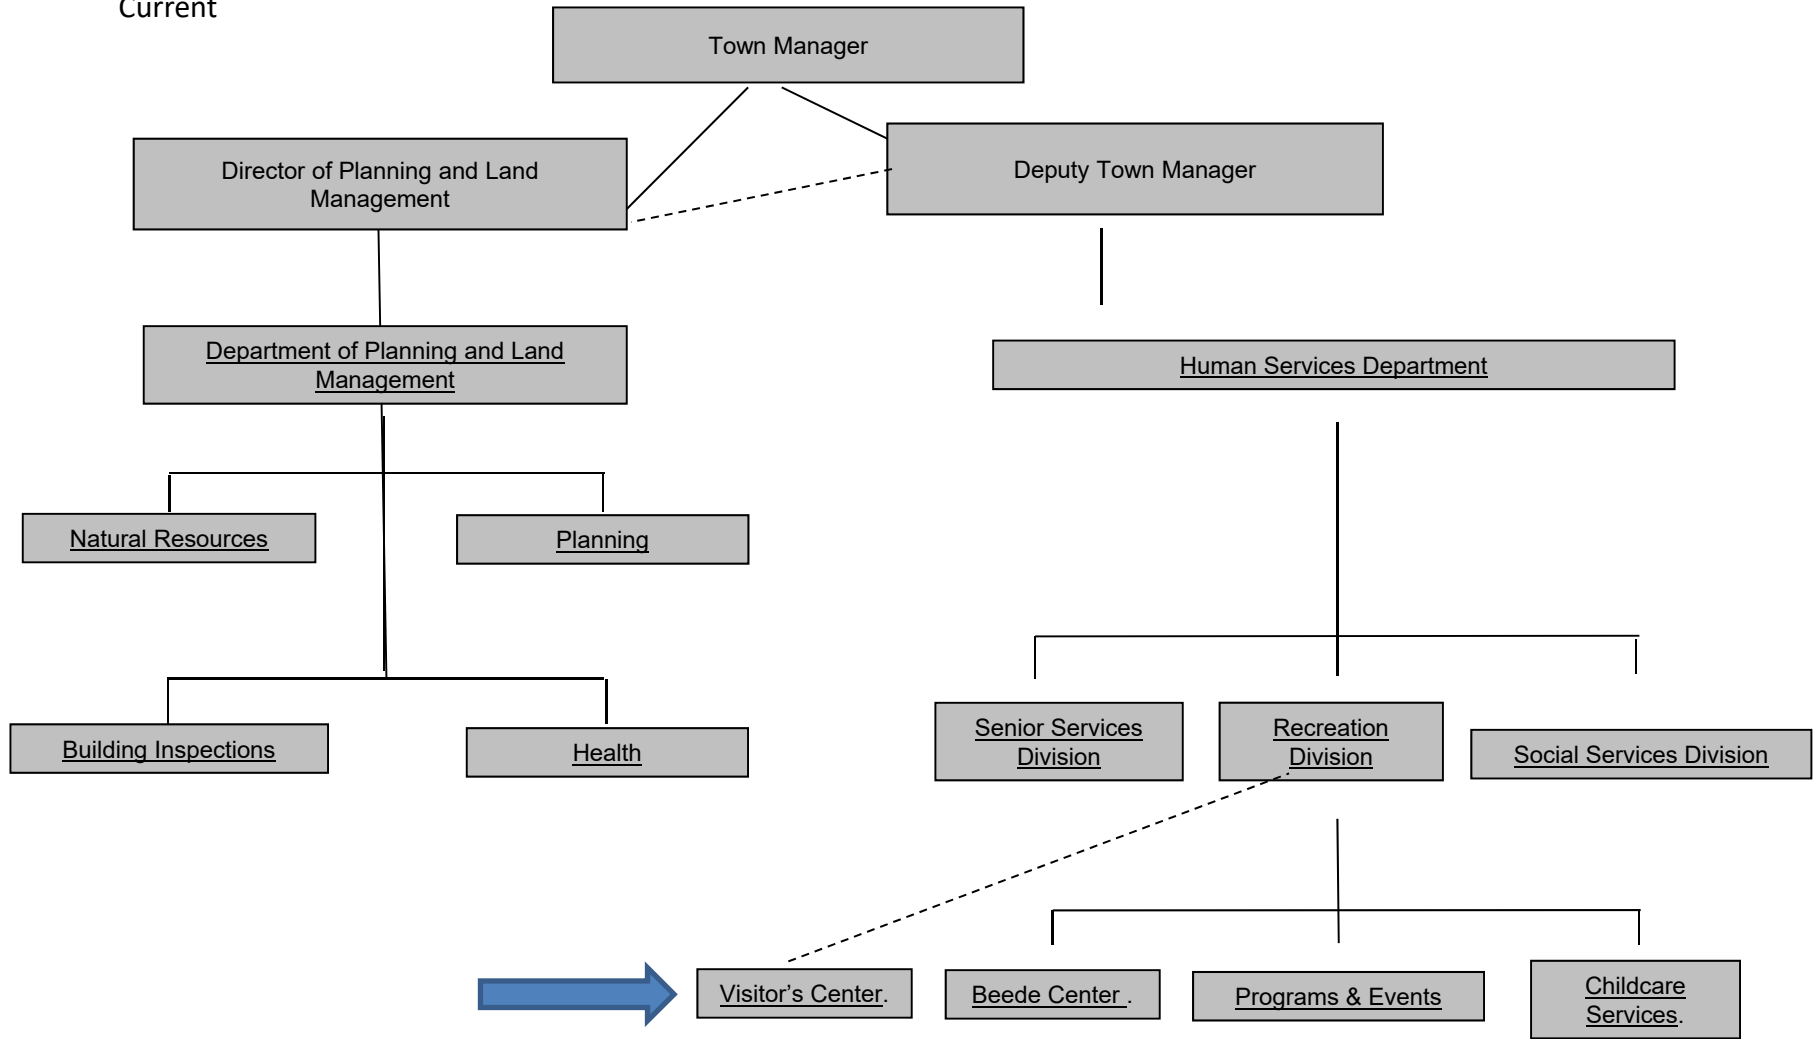 Current
Town Manager
Director of Planning and Land
Management
Deputy Town Manager
Department of Planning and Land
Management
Human Services Department
Natural Resources
Planning
Building Inspections
Health
Senior Services
Division
Recreation
Division
Social Services Division
Visitor’s Center.
Beede Center .
Programs & Events
Childcare
Services.